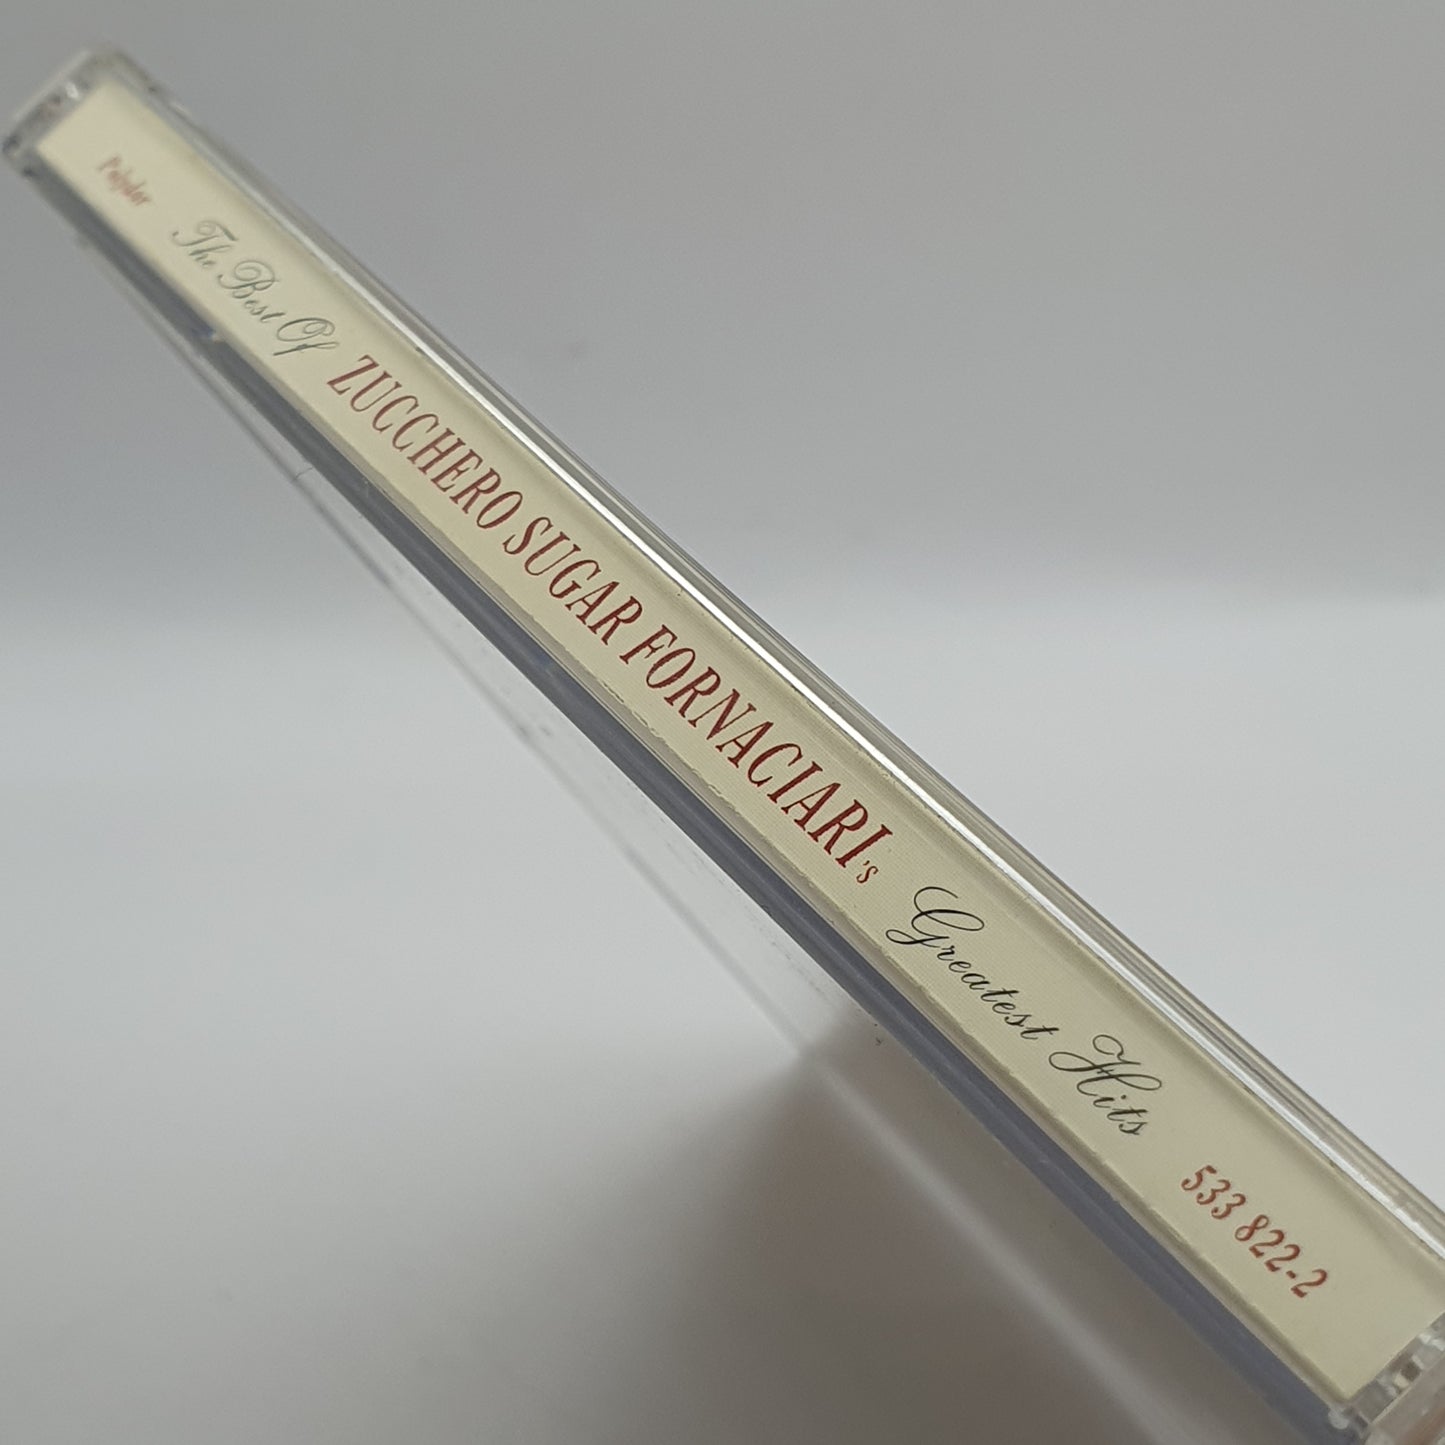 Polydor The Best Of ZUCCHERO SUGAR FORNACIARI's Greatest Hits 533 822-2